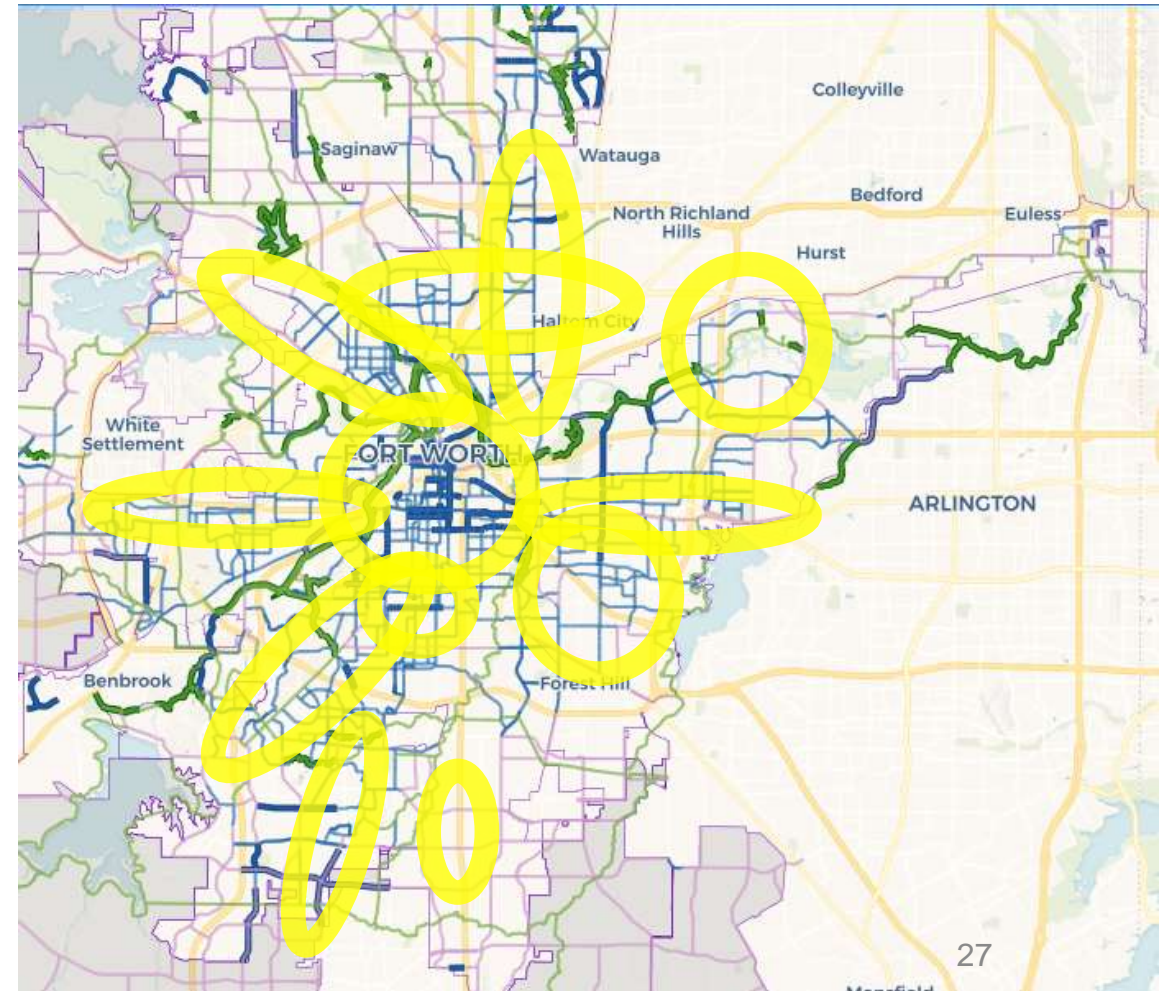 Colleyville
Saginaw
Watauga
Bedford
North Richland
Hills
Euless
Hurst
Haltom City
White
Settlement
FORT WORTH
ARLINGTON
Benbrook
Forest Hill
27